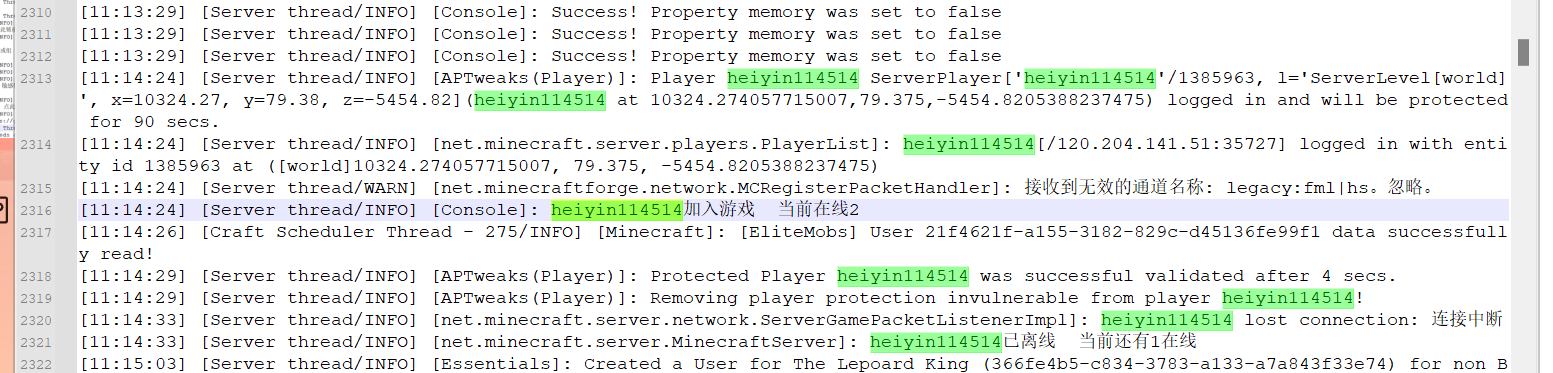 2310 [11:13:29] [Server thread/INFO] [Console]: Success! Property memory was set to false
2311 [11:13:29] [Server thread/INFO] [Console]: Success! Property memory was set to false
2312 [11:13:29] [Server thread/INFO] [Console]: Success! Property memory was set to false
2313 [11:14:24] [Server thread/INFO] [APTweaks(Player)]: Player heiyin114514 ServerPlayer['heiyin114514'/1385963, l='ServerLevel[world]
', x=10324.27, y=79.38, z=-5454.82](heiyin114514 at 10324.274057715007,79.375,-5454.8205388237475) logged in and will be protected
for 90 secs.
2314 [11:14:24] [Server thread/INFO] [net.minecraft.server.players.PlayerList]: heiyin114514[/120.204.141.51:35727] logged in with enti
ty id 1385963 at ([world]10324.274057715007, 79.375, -5454.8205388237475)
2315 [11:14:24] [Server thread/WARN] [net.minecraftforge.network.MCRegisterPacketHandler]: 接收到无效的通道名称: legacy:fml|hs。忽略。
2316 [11:14:24] [Server thread/INFO] [Console]: heiyin114514加入游戏 当前在线2
2317 [11:14:26] [Craft Scheduler Thread - 275/INFO] [Minecraft]: [EliteMobs] User 21f4621f-a155-3182-829c-d45136fe99f1 data successfull
y read!
2318 [11:14:29] [Server thread/INFO] [APTweaks(Player)]: Protected Player heiyin114514 was successful validated after 4 secs.
2319 [11:14:29] [Server thread/INFO] [APTweaks(Player)]: Removing player protection invulnerable from player heiyin114514!
2320 [11:14:33] [Server thread/INFO] [net.minecraft.server.network.ServerGamePacketListenerImpl]: heiyin114514 lost connection: 连接中断
2321 [11:14:33] [Server thread/INFO] [net.minecraft.server.MinecraftServer]: heiyin114514已离线 当前还有1在线
2322 [11:15:03] [Server thread/INFO] [Essentials]: Created a User for The Lepoard King (366fe4b5-c834-3783-a133-a7a843f33e74) for non B